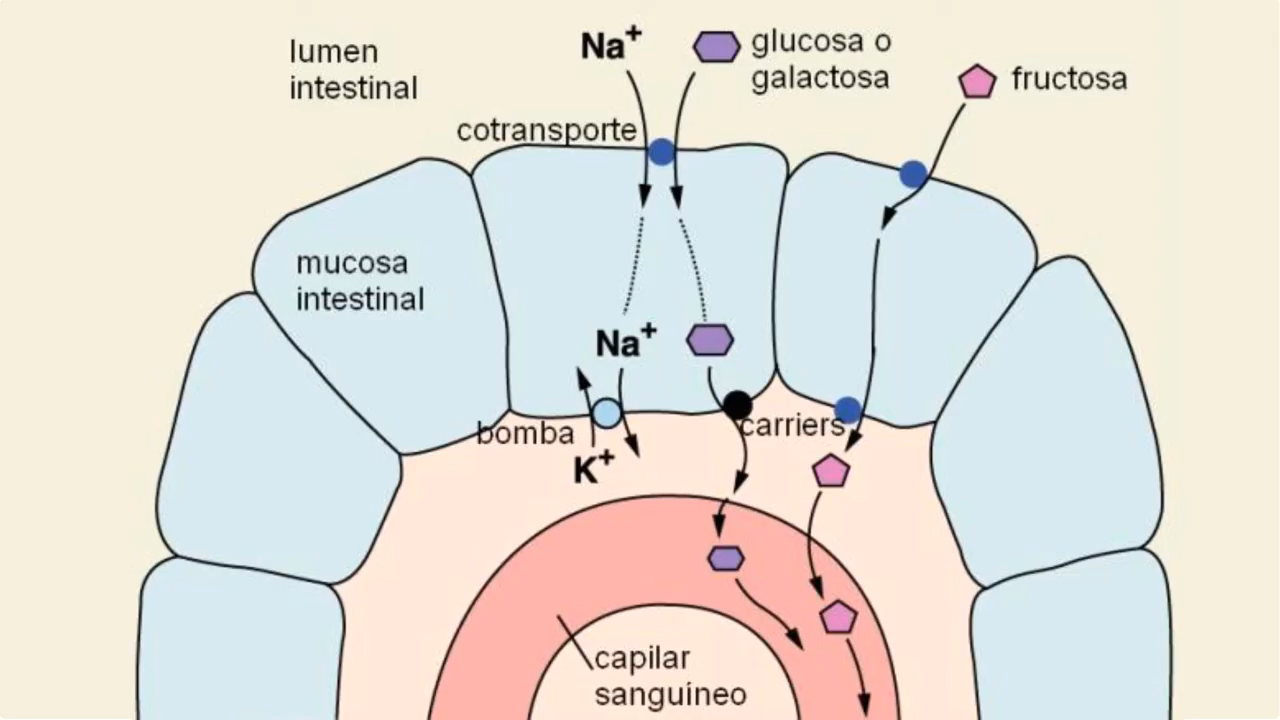 lumen
intestinal
Na+
glucosa o
galactosa
fructosa
cotransporte
mucosa
intestinal
Na+
bomba
carriers
K+
capilar
sanguíneo